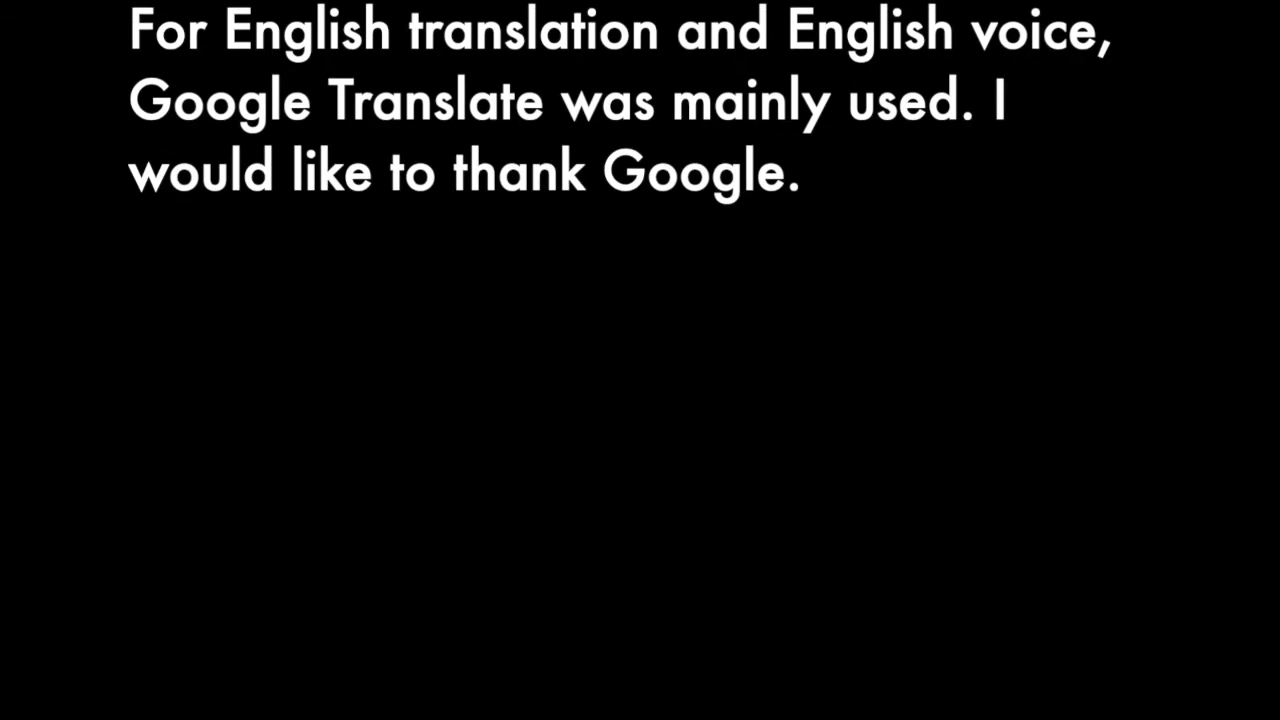 For English translation and English voice,
Google Translate was mainly used. I
would like to thank Google.